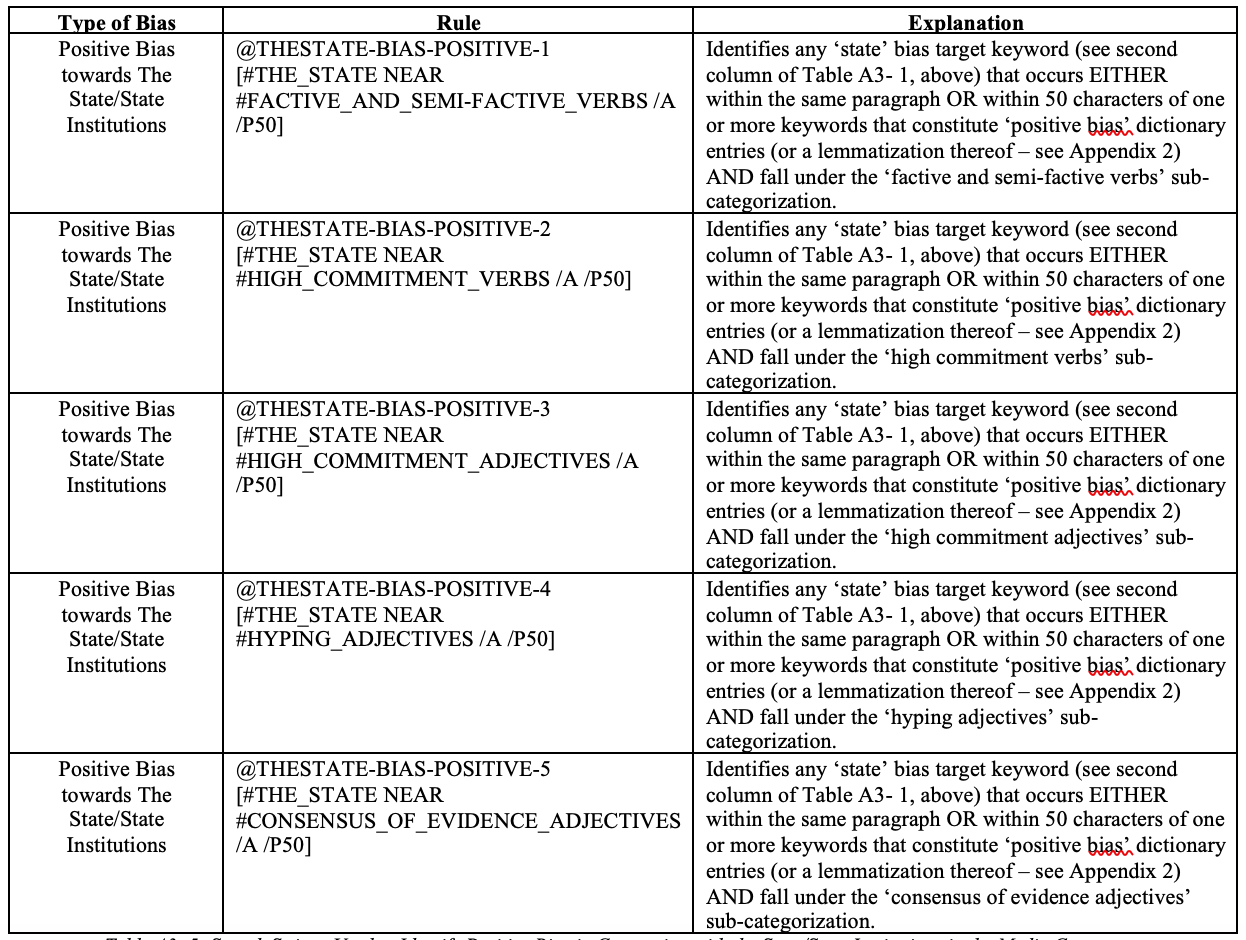 Type of Bias
Rule
Explanation
Positive Bias
towards The
State/State
Institutions
@THESTATE-BIAS-POSITIVE-1
[#THE_STATE NEAR
#FACTIVE_AND_SEMI-FACTIVE_VERBS /A
/P50]
Identifies any ‘state’ bias target keyword (see second
column of Table A3- 1, above) that occurs EITHER
within the same paragraph OR within 50 characters of one
or more keywords that constitute ‘positive bias’ dictionary
entries (or a lemmatization thereof – see Appendix 2)
AND fall under the ‘factive and semi-factive verbs’ sub-
categorization.
Positive Bias
towards The
State/State
Institutions
@THESTATE-BIAS-POSITIVE-2
[#THE_STATE NEAR
#HIGH_COMMITMENT_VERBS /A /P50]
Identifies any ‘state’ bias target keyword (see second
column of Table A3- 1, above) that occurs EITHER
within the same paragraph OR within 50 characters of one
or more keywords that constitute ‘positive bias’ dictionary
entries (or a lemmatization thereof – see Appendix 2)
AND fall under the ‘high commitment verbs’ sub-
categorization.
Positive Bias
towards The
State/State
Institutions
@THESTATE-BIAS-POSITIVE-3
[#THE_STATE NEAR
#HIGH_COMMITMENT_ADJECTIVES /A
/P50]
Identifies any ‘state’ bias target keyword (see second
column of Table A3- 1, above) that occurs EITHER
within the same paragraph OR within 50 characters of one
or more keywords that constitute ‘positive bias’ dictionary
entries (or a lemmatization thereof – see Appendix 2)
AND fall under the ‘high commitment adjectives’ sub-
categorization.
Positive Bias
towards The
State/State
Institutions
@THESTATE-BIAS-POSITIVE-4
[#THE_STATE NEAR
#HYPING_ADJECTIVES /A /P50]
Identifies any ‘state’ bias target keyword (see second
column of Table A3- 1, above) that occurs EITHER
within the same paragraph OR within 50 characters of one
or more keywords that constitute ‘positive bias’ dictionary
entries (or a lemmatization thereof – see Appendix 2)
AND fall under the ‘hyping adjectives’ sub-
categorization.
Positive Bias
towards The
State/State
Institutions
@THESTATE-BIAS-POSITIVE-5
[#THE_STATE NEAR
#CONSENSUS_OF_EVIDENCE_ADJECTIVES
/A /P50]
Identifies any ‘state’ bias target keyword (see second
column of Table A3- 1, above) that occurs EITHER
within the same paragraph OR within 50 characters of one
or more keywords that constitute ‘positive bias’ dictionary
entries (or a lemmatization thereof – see Appendix 2)
AND fall under the ‘consensus of evidence adjectives’
sub-categorization.